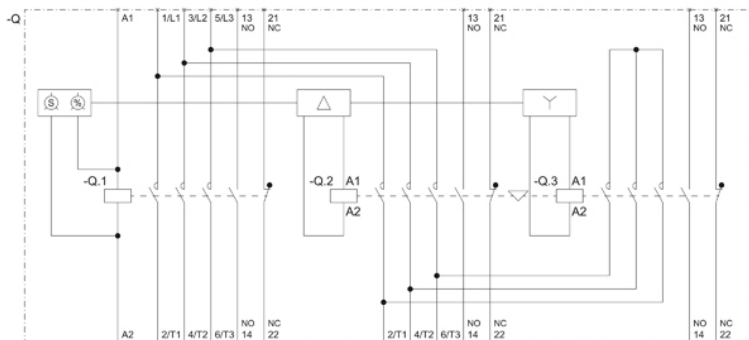 -Q A1 1/L1 3/L2 5/L3 13 21 13 21 13 21
NO NC NO NC NO NC
S %
-Q.1 -Q.2 A1 -Q.3 A1
A2 A2
NO NC NO NC NO NC
A2 2/T1 4/T2 6/T3 14 22 2/T1 4/T2 6/T3 14 22 14 22